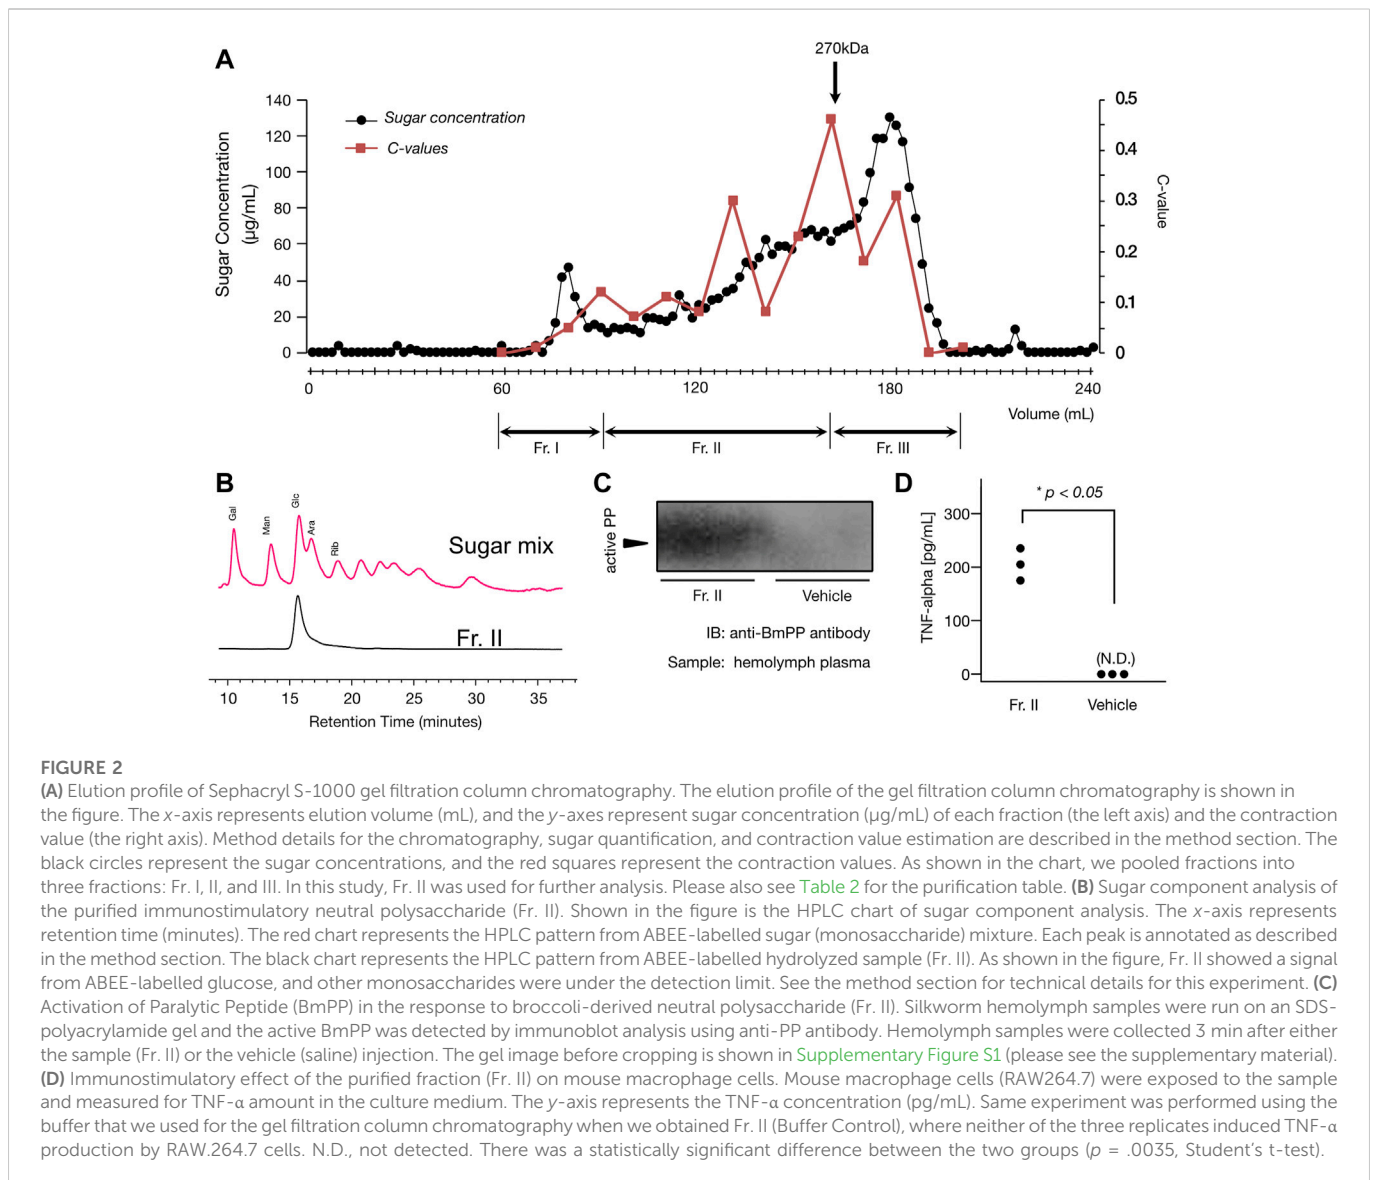 A
270kDa
140
120
100
80
60
40
20
0
Sugar Concentration
(µg/mL)
Sugar concentration
C-values
0.5
0.4
0.3
0.2
0.1
0
C-value
0
60
120
180
240
Volume (mL)
Fr. I
Fr. II
Fr. III
B
Gal
Man
Glc
Ara
Rib
Sugar mix
Fr. II
10
15
20
25
30
35
Retention Time (minutes)
C
active PP
Fr. II
Vehicle
IB: anti-BmPP antibody
Sample: hemolymph plasma
D
* p < 0.05
300
200
100
0
TNF-alpha [pg/mL]
(N.D.)
Fr. II
Vehicle
FIGURE 2
(A) Elution profile of Sephacryl S-1000 gel filtration column chromatography. The elution profile of the gel filtration column chromatography is shown in
the figure. The x-axis represents elution volume (mL), and the y-axes represent sugar concentration (µg/mL) of each fraction (the left axis) and the contraction
value (the right axis). Method details for the chromatography, sugar quantification, and contraction value estimation are described in the method section. The
black circles represent the sugar concentrations, and the red squares represent the contraction values. As shown in the chart, we pooled fractions into
three fractions: Fr. I, II, and III. In this study, Fr. II was used for further analysis. Please also see Table 2 for the purification table. (B) Sugar component analysis of
the purified immunostimulatory neutral polysaccharide (Fr. II). Shown in the figure is the HPLC chart of sugar component analysis. The x-axis represents
retention time (minutes). The red chart represents the HPLC pattern from ABEE-labelled sugar (monosaccharide) mixture. Each peak is annotated as described
in the method section. The black chart represents the HPLC pattern from ABEE-labelled hydrolyzed sample (Fr. II). As shown in the figure, Fr. II showed a signal
from ABEE-labelled glucose, and other monosaccharides were under the detection limit. See the method section for technical details for this experiment. (C)
Activation of Paralytic Peptide (BmPP) in the response to broccoli-derived neutral polysaccharide (Fr. II). Silkworm hemolymph samples were run on an SDS-
polyacrylamide gel and the active BmPP was detected by immunoblot analysis using anti-PP antibody. Hemolymph samples were collected 3 min after either
the sample (Fr. II) or the vehicle (saline) injection. The gel image before cropping is shown in Supplementary Figure S1 (please see the supplementary material).
(D) Immunostimulatory effect of the purified fraction (Fr. II) on mouse macrophage cells. Mouse macrophage cells (RAW264.7) were exposed to the sample
and measured for TNF-α amount in the culture medium. The y-axis represents the TNF-α concentration (pg/mL). Same experiment was performed using the
buffer that we used for the gel filtration column chromatography when we obtained Fr. II (Buffer Control), where neither of the three replicates induced TNF-α
production by RAW.264.7 cells. N.D., not detected. There was a statistically significant difference between the two groups (p = .0035, Student's t-test).